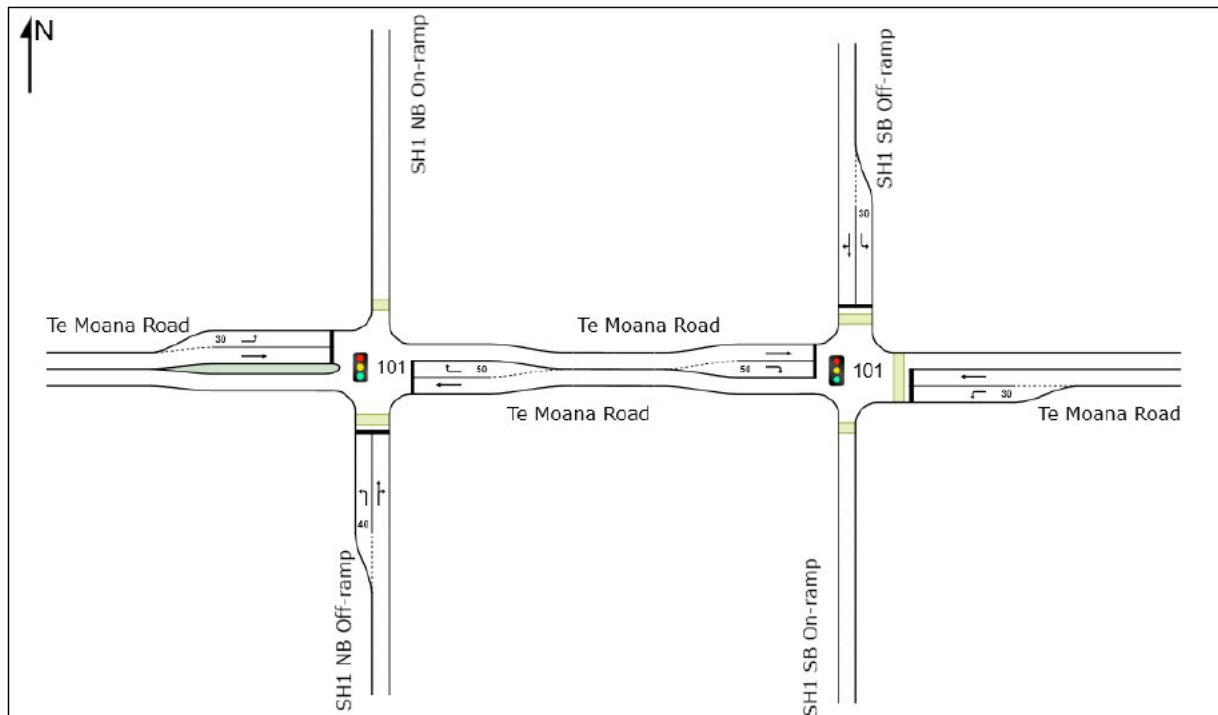 N
SH1 NB On-ramp
SH1 SB Off-ramp
30
Te Moana Road
Te Moana Road
30
101
50
50
101
30
Te Moana Road
Te Moana Road
40
SH1 NB Off-ramp
SH1 SB On-ramp